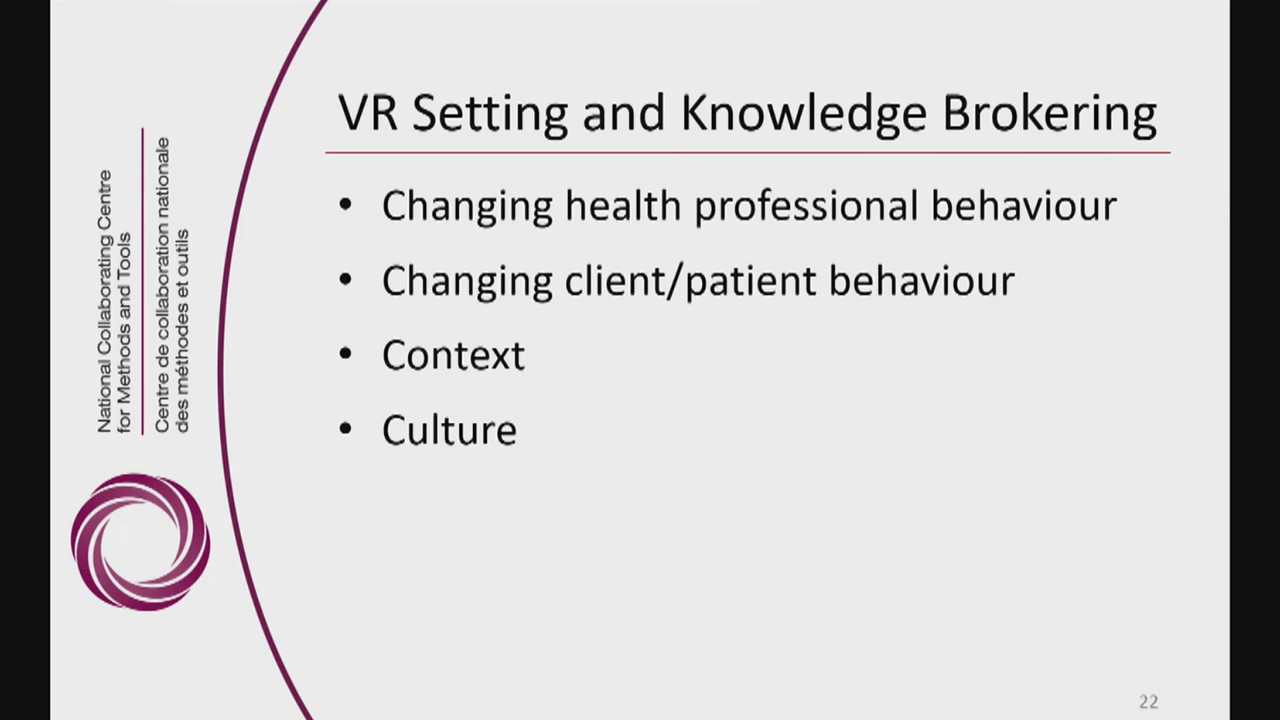 VR Setting and Knowledge Brokering
• Changing health professional behaviour
• Changing client/patient behaviour
• Context
• Culture
National Collaborating Centre
for Methods and Tools
Centre de collaboration nationale
des méthodes et outils
22